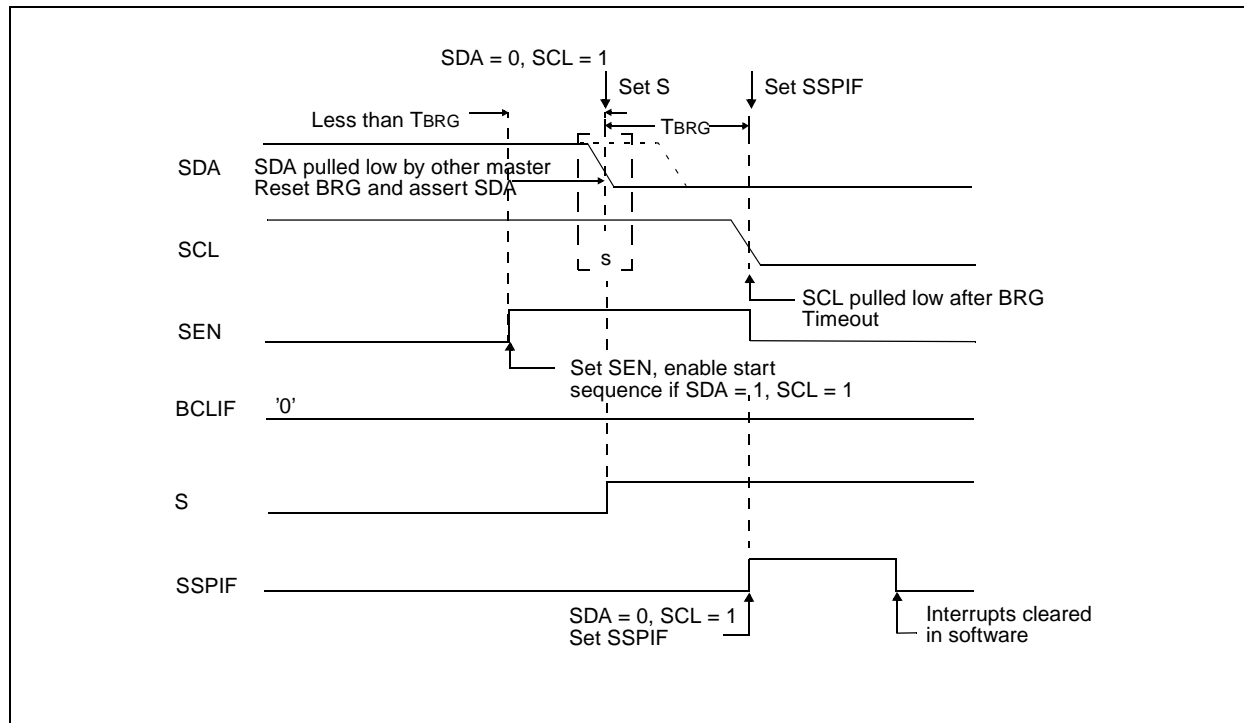 SDA = 0, SCL = 1
Set S
Set SSPIF
Less than TBRG
TBRG
SDA
SDA pulled low by other master
Reset BRG and assert SDA
SCL
s
SCL pulled low after BRG
Timeout
SEN
Set SEN, enable start
sequence if SDA = 1, SCL = 1
BCLIF
'0'
S
SSPIF
SDA = 0, SCL = 1
Set SSPIF
Interrupts cleared
in software